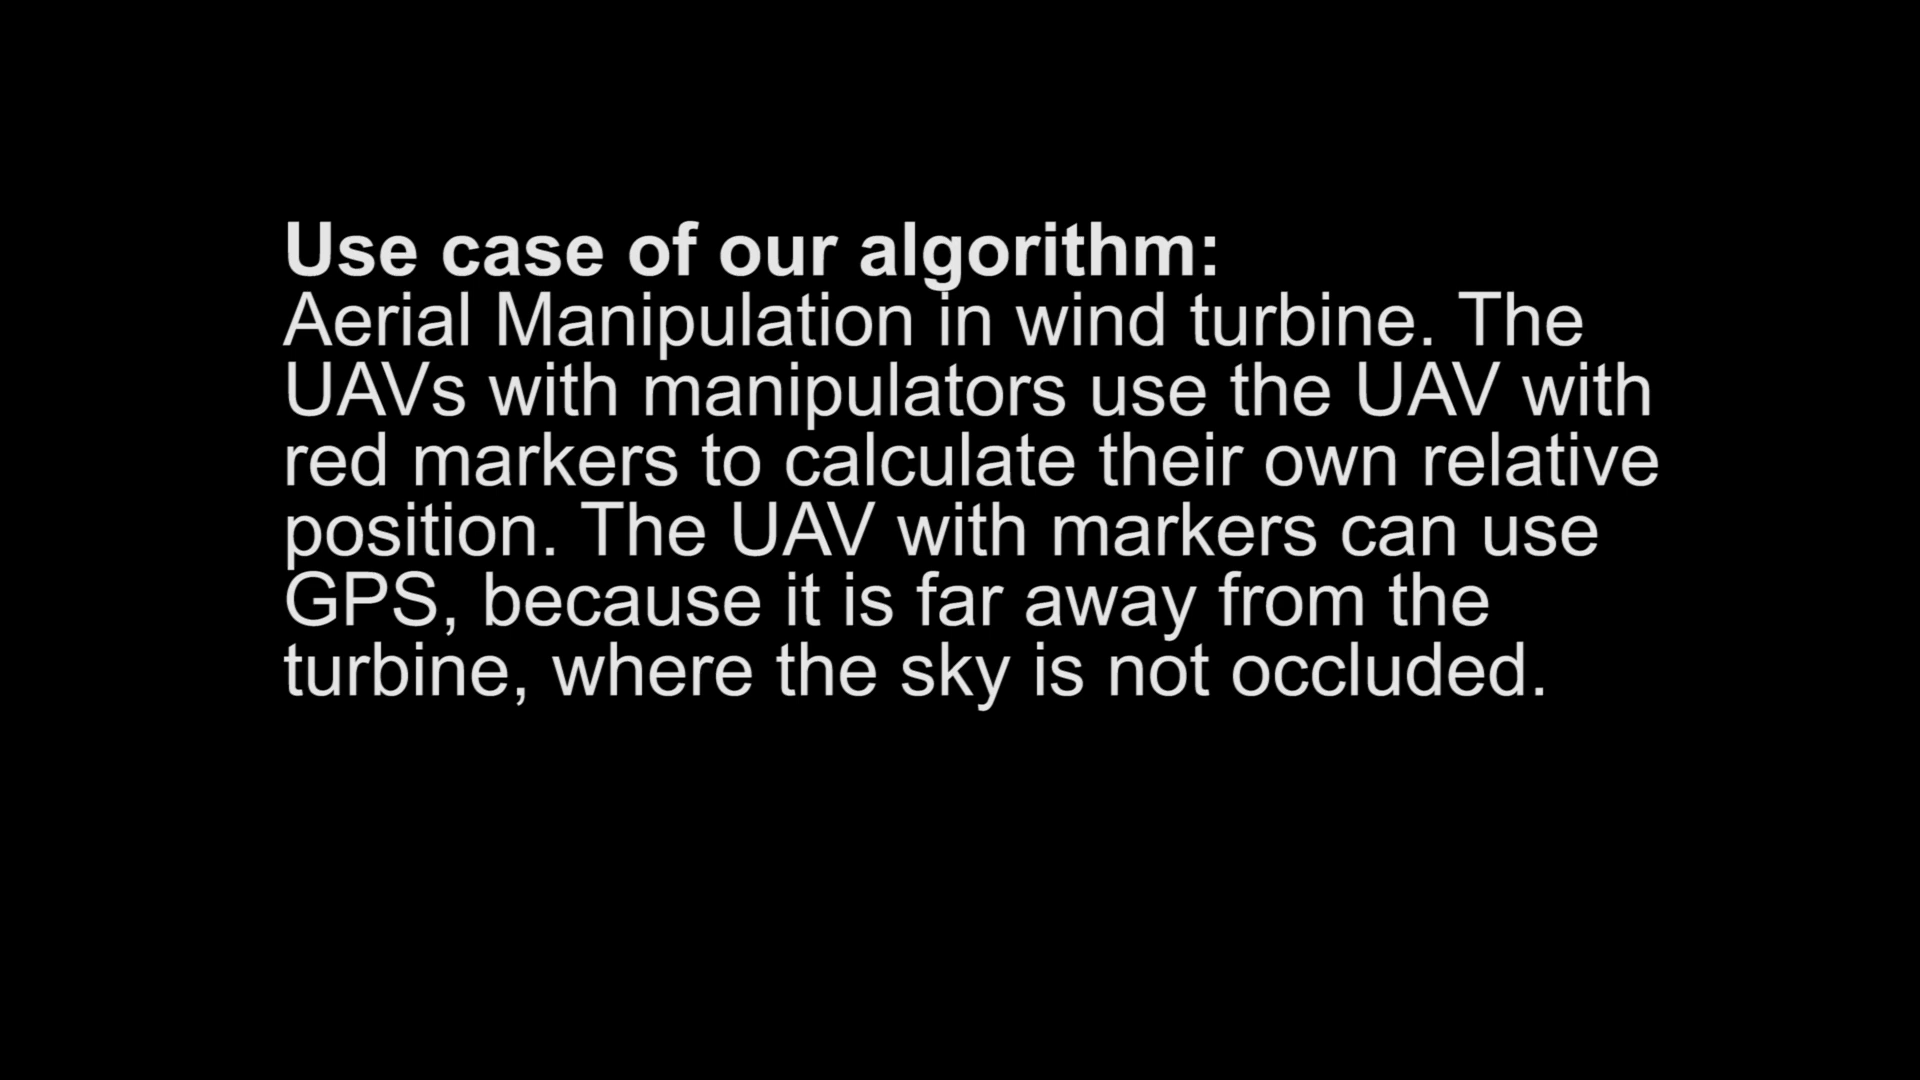 Use case of our algorithm:
Aerial Manipulation in wind turbine. The
UAVs with manipulators use the UAV with
red markers to calculate their own relative
position. The UAV with markers can use
GPS, because it is far away from the
turbine, where the sky is not occluded.